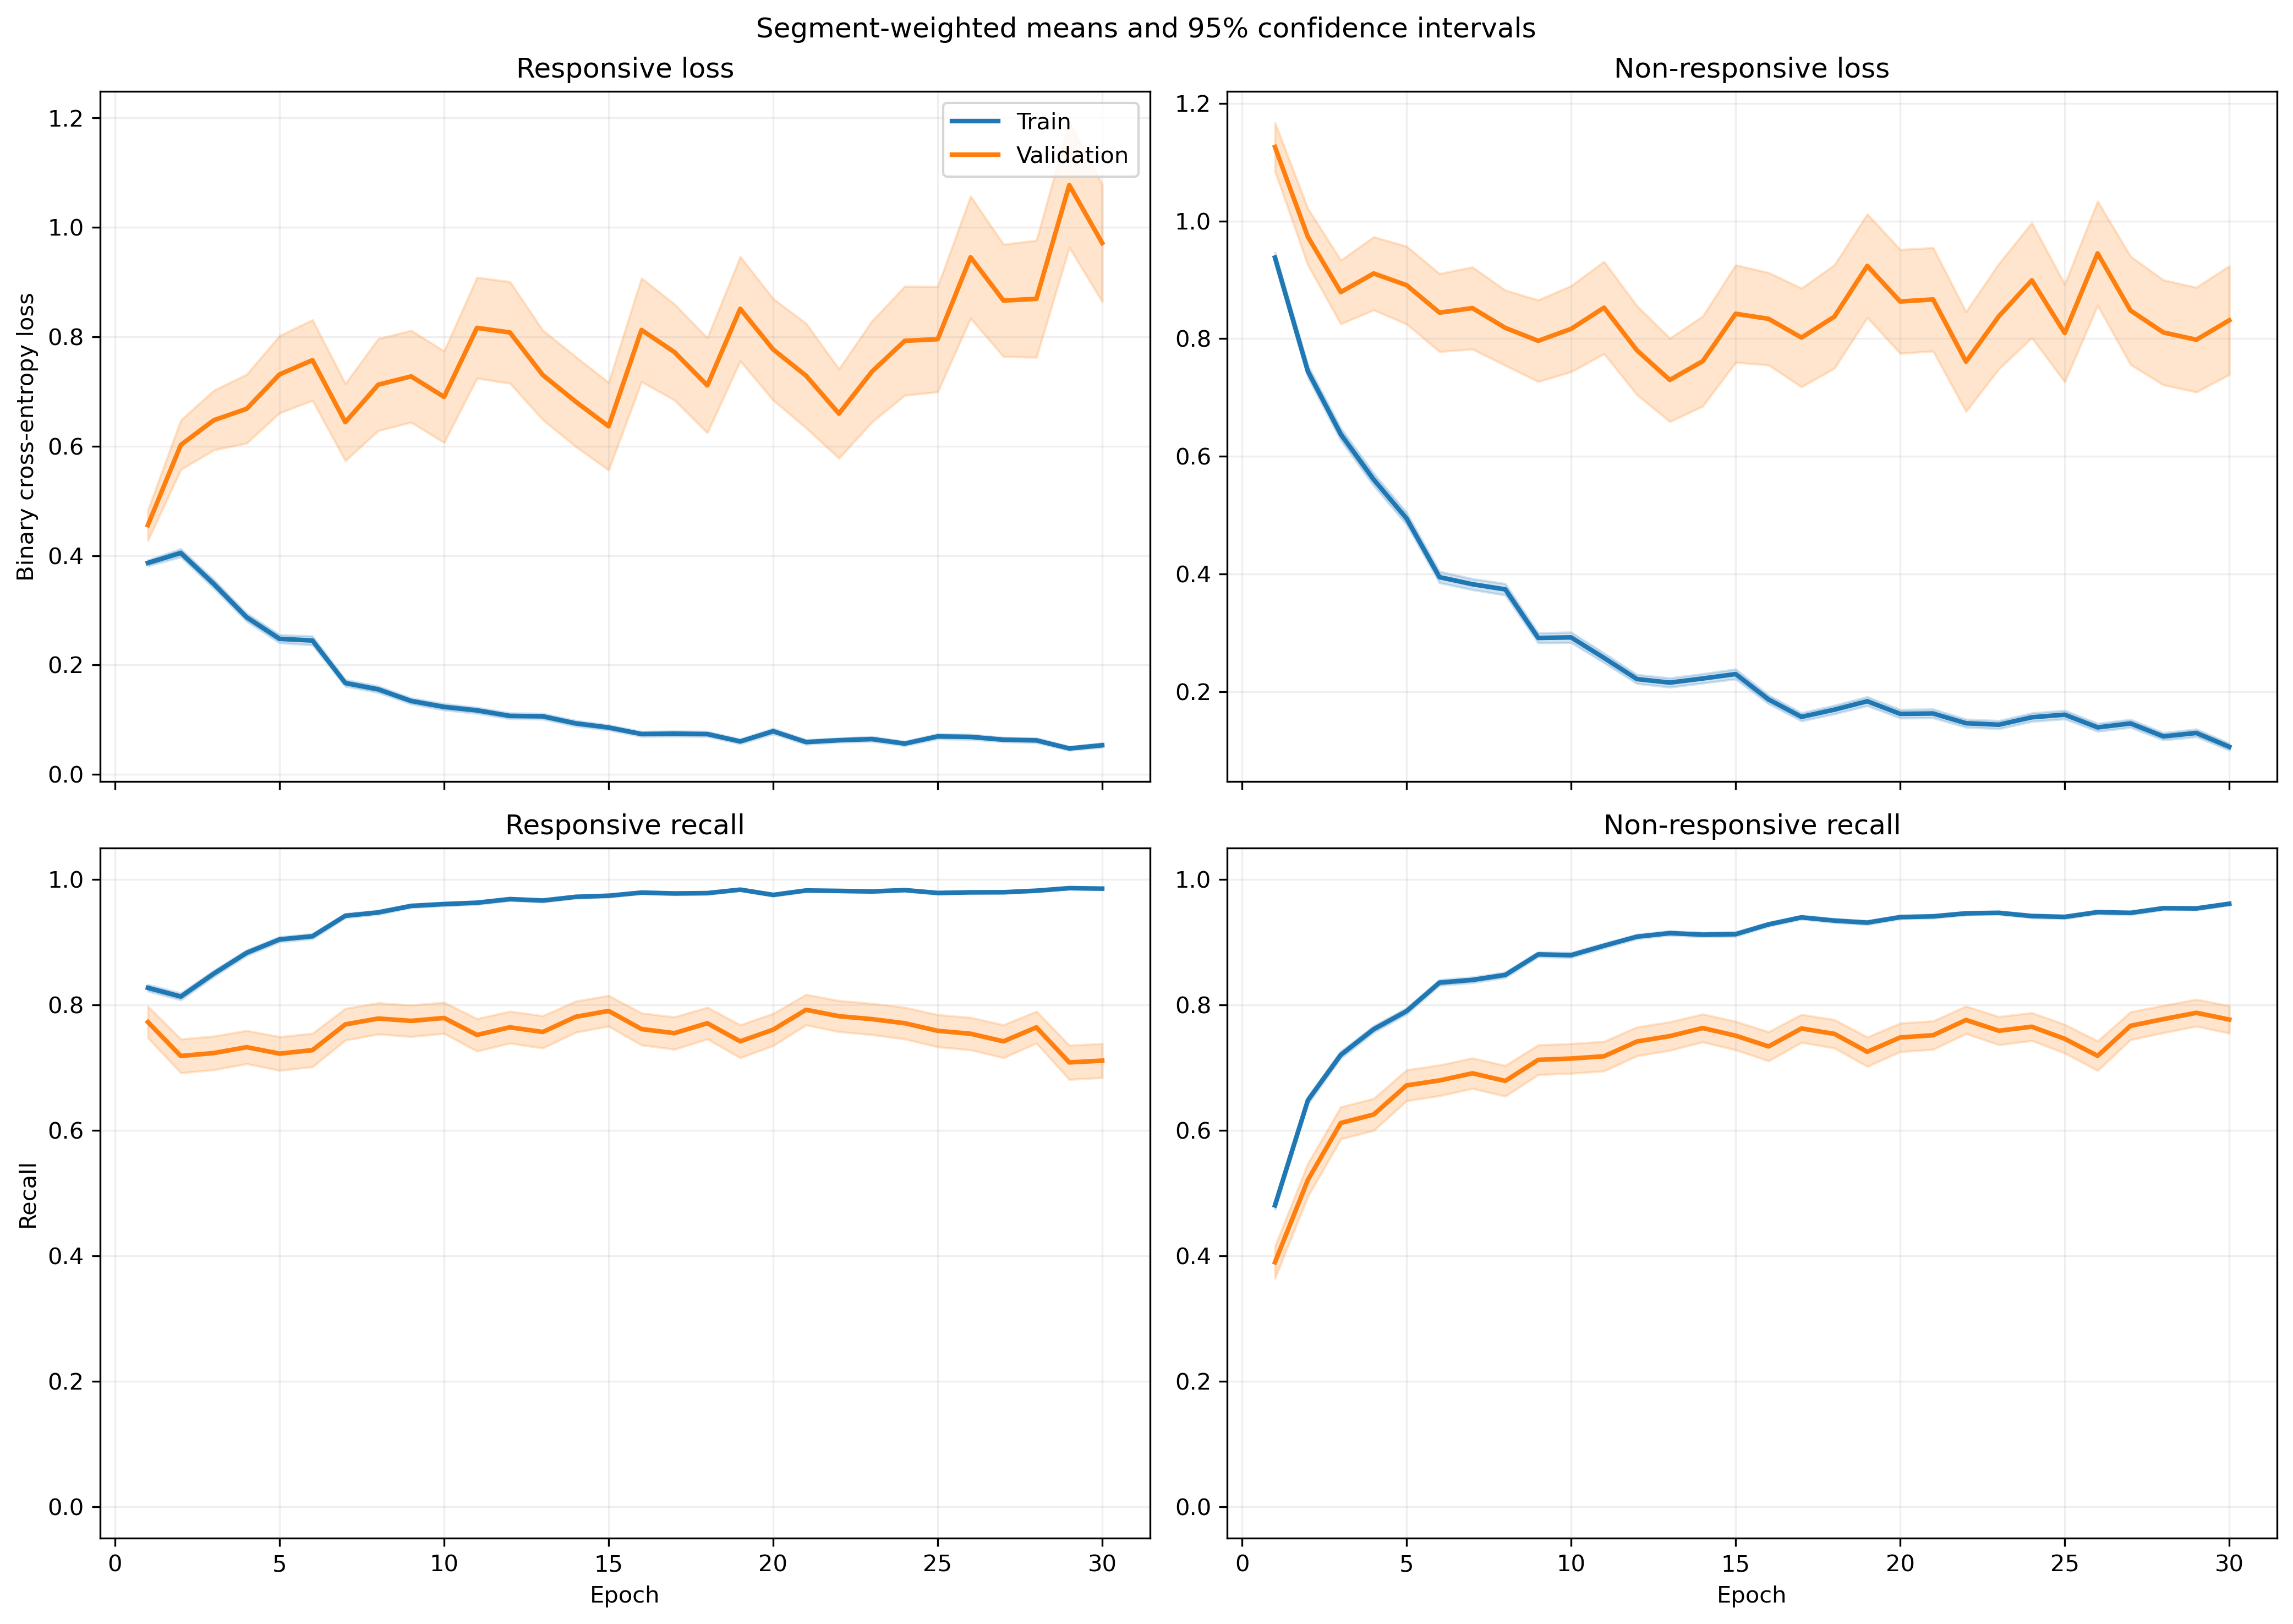 Segment-weighted means and 95% confidence intervals
Responsive loss
Non-responsive loss
Binary cross-entropy loss
1.2
1.0
0.8
0.6
0.4
0.2
0.0
Train
Validation
1.2
1.0
0.8
0.6
0.4
0.2
Responsive recall
Non-responsive recall
Recall
1.0
0.8
0.6
0.4
0.2
0.0
0 5 10 15 20 25 30
Epoch
1.0
0.8
0.6
0.4
0.2
0.0
0 5 10 15 20 25 30
Epoch